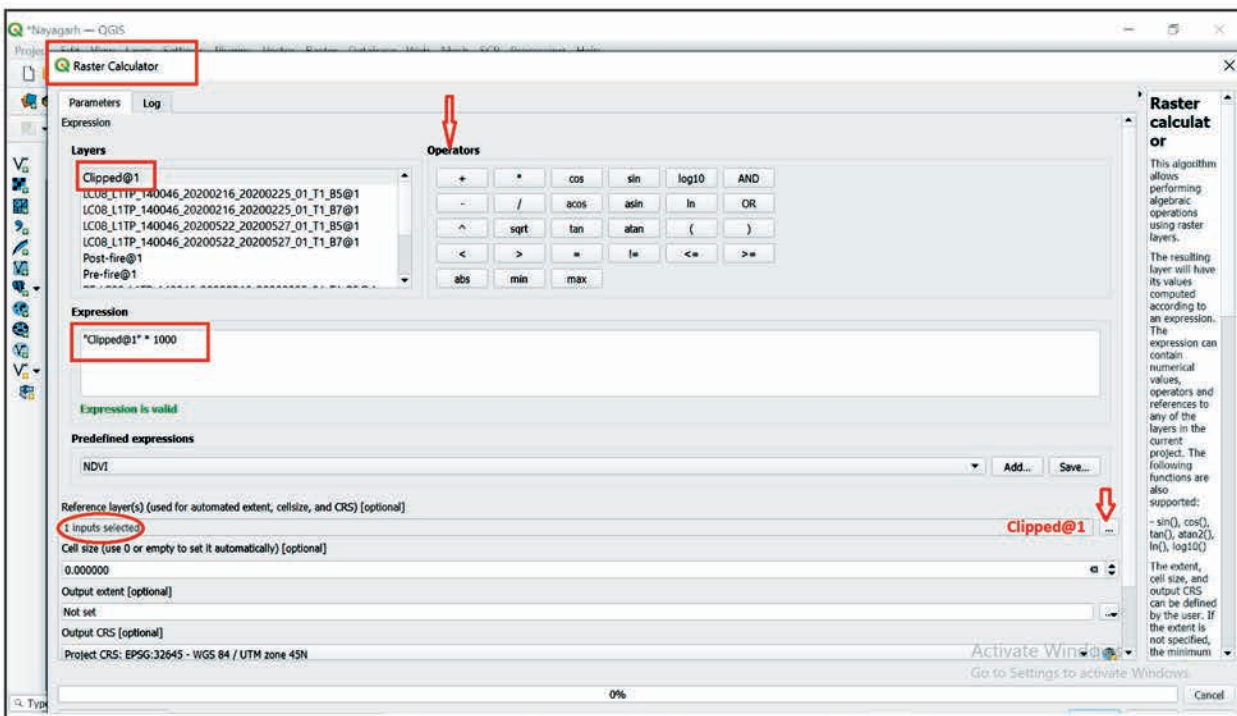 *Nayagarh — QGIS
Raster Calculator
Parameters Log
Expression
Layers
Clipped@1
LC08_L1TP_140046_20200216_20200225_01_T1_B5@1
LC08_L1TP_140046_20200216_20200225_01_T1_B7@1
LC08_L1TP_140046_20200522_20200527_01_T1_B5@1
LC08_L1TP_140046_20200522_20200527_01_T1_B7@1
Post-fire@1
Pre-fire@1
Operators
+ * cos sin log10 AND
- / acos asin ln OR
^ sqrt tan atan ( )
< > = != <= >=
abs min max
Expression
"Clipped@1" * 1000
Expression is valid
Predefined expressions
NDVI Add... Save...
Reference layer(s) (used for automated extent, cellsize, and CRS) [optional]
1 inputs selected Clipped@1 ...
Cell size (use 0 or empty to set it automatically) [optional]
0.000000
Output extent [optional]
Not set ...
Output CRS [optional]
Project CRS: EPSG:32645 - WGS 84 / UTM zone 45N
0%
Cancel
Raster
calculat
or
This algorithm
allows
performing
algebraic
operations
using raster
layers.
The resulting
layer will have
its values
computed
according to
an expression.
The
expression can
contain
numerical
values,
operators and
references to
any of the
layers in the
current
project. The
following
functions are
also
supported:
- sin(), cos(),
tan(), atan2(),
ln(), log10()
The extent,
cell size, and
output CRS
can be defined
by the user. If
the extent is
not specified,
the minimum
Activate Windows
Go to Settings to activate Windows.
Type